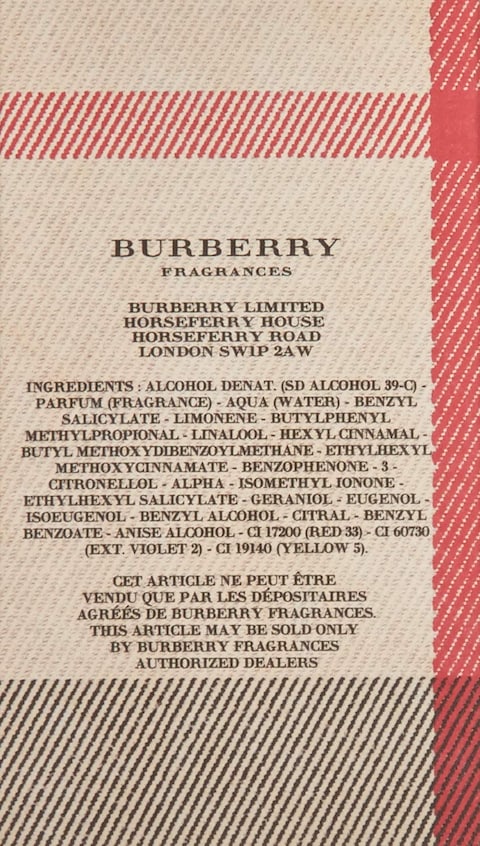 BURBERRY
FRAGRANCES
BURBERRY LIMITED
HORSEFERRY HOUSE
HORSEFERRY ROAD
LONDON SW1P 2AW
INGREDIENTS : ALCOHOL DENAT. (SD ALCOHOL 39-C) -
PARFUM (FRAGRANCE) - AQUA (WATER) - BENZYL
SALICYLATE - LIMONENE - BUTYLPHENYL
METHYLPROPIONAL - LINALOOL - HEXYL CINNAMAL -
BUTYL METHOXYDIBENZOYLMETHANE - ETHYLHEXYL
METHOXYCINNAMATE - BENZOPHENONE - 3 -
CITRONELLOL - ALPHA - ISOMETHYL IONONE -
ETHYLHEXYL SALICYLATE - GERANIOL - EUGENOL -
ISOEUGENOL - BENZYL ALCOHOL - CITRAL - BENZYL
BENZOATE - ANISE ALCOHOL - CI 17200 (RED 33) - CI 60730
(EXT. VIOLET 2) - CI 19140 (YELLOW 5).
CET ARTICLE NE PEUT ÊTRE
VENDU QUE PAR LES DÉPOSITAIRES
AGRÉÉS DE BURBERRY FRAGRANCES.
THIS ARTICLE MAY BE SOLD ONLY
BY BURBERRY FRAGRANCES
AUTHORIZED DEALERS